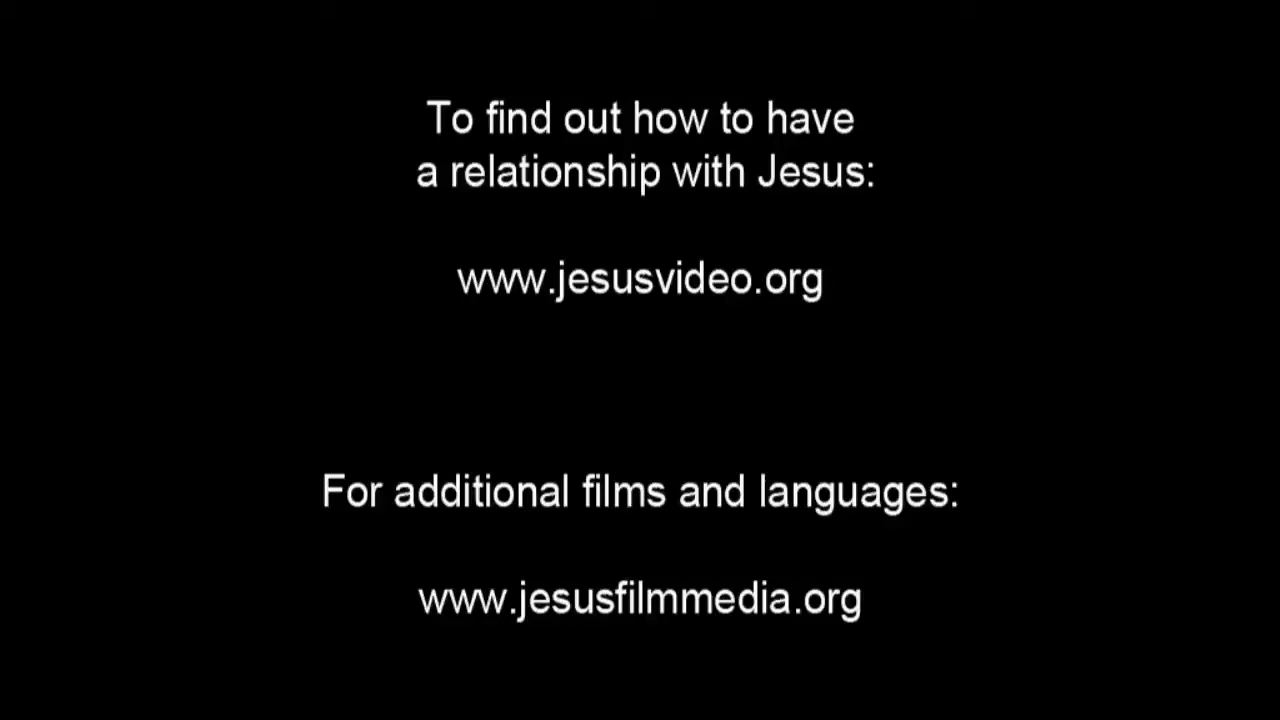 To find out how to have
a relationship with Jesus:
www.jesusvideo.org
For additional films and languages:
www.jesusfilmmedia.org